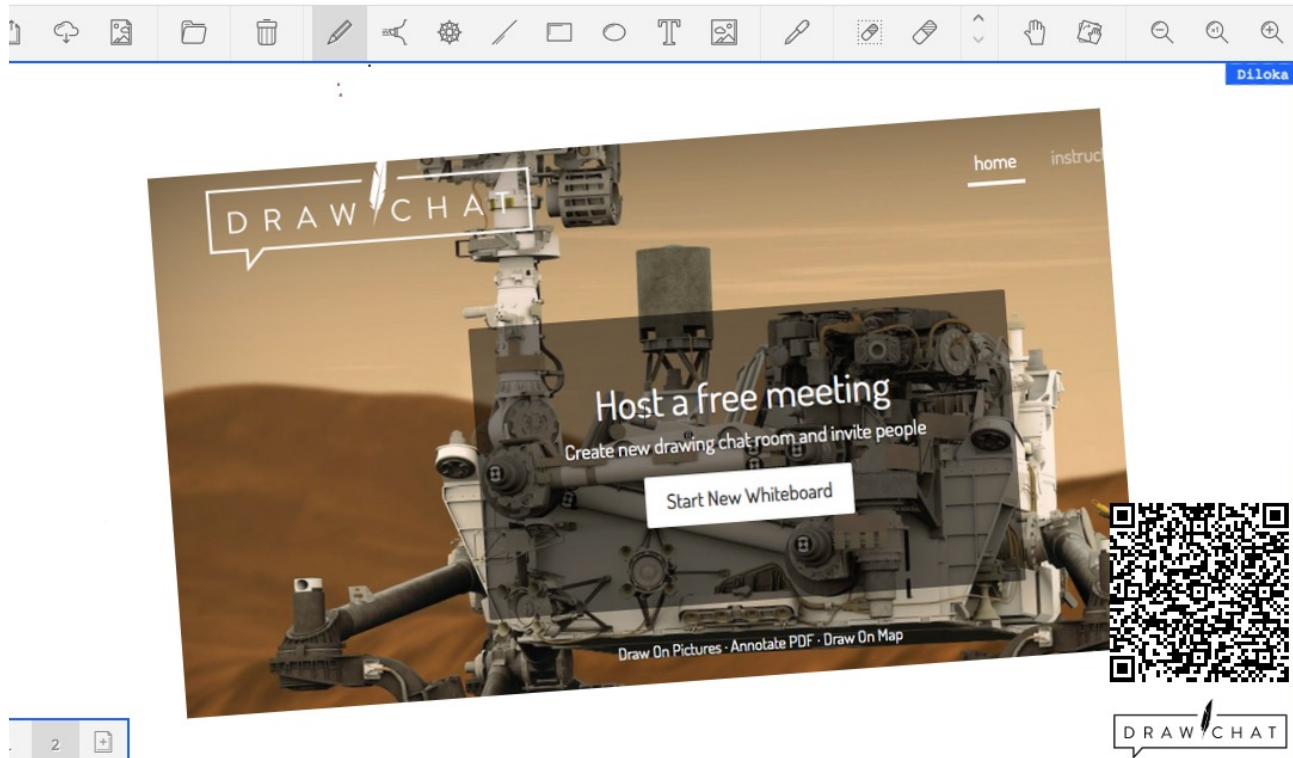 x1
Diloka
DRAW CHAT
home instruc
Host a free meeting
Create new drawing chat room and invite people
Start New Whiteboard
Draw On Pictures · Annotate PDF · Draw On Map
2
DRAW CHAT